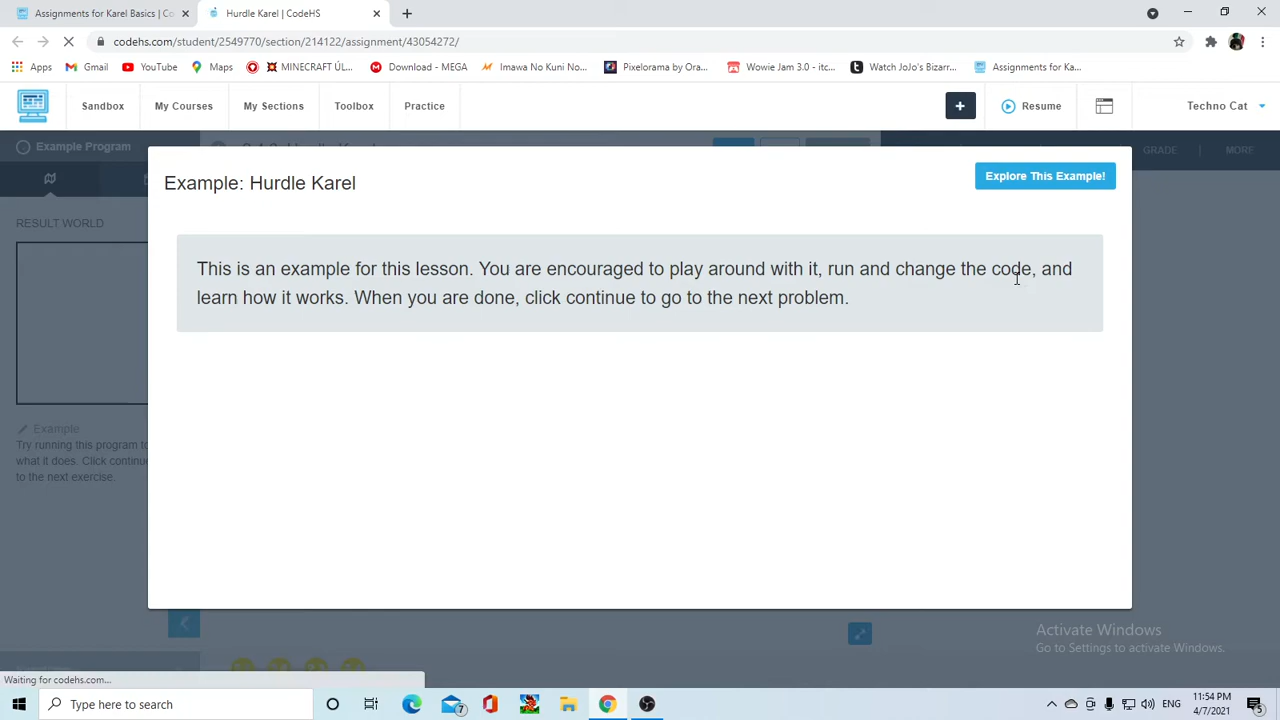 Assignments for Karel Basics | Co
Hurdle Karel | CodeHS
codehs.com/student/2549770/section/214122/assignment/43054272/
Apps
Gmail
YouTube
Maps
MINECRAFT ÚL...
Download - MEGA
Imawa No Kuni No...
Pixelorama by Ora...
Wowie Jam 3.0 - itc...
Watch JoJo's Bizarr...
Assignments for Ka...
Sandbox
My Courses
My Sections
Toolbox
Practice
+
Resume
Techno Cat
Example Program
GRADE
MORE
Example: Hurdle Karel
Explore This Example!
RESULT WORLD
This is an example for this lesson. You are encouraged to play around with it, run and change the code, and
learn how it works. When you are done, click continue to go to the next problem.
Example
Try running this program to
what it does. Click continue
to the next exercise.
Activate Windows
Go to Settings to activate Windows.
Waiting for codehs.com...
Type here to search
7
ENG
11:54 PM
4/7/2021
5